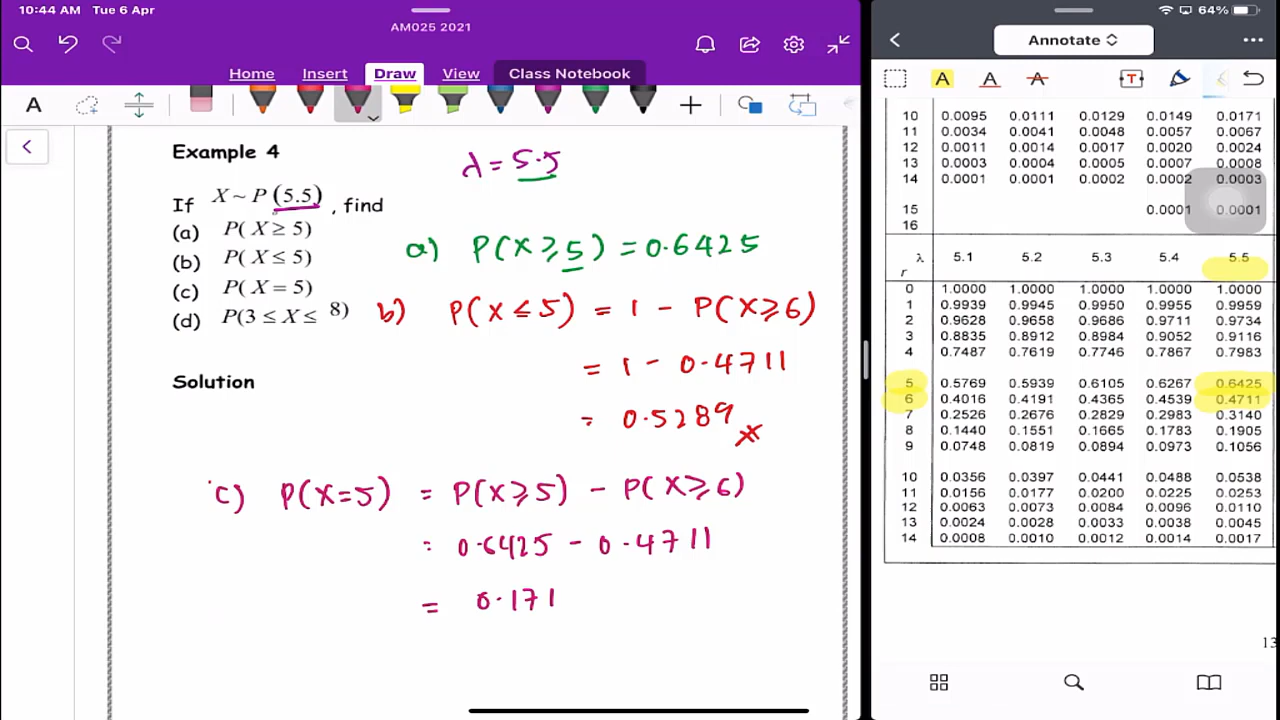 10:44 AM Tue 6 Apr
AM025 2021
64%
Annotate
Home Insert Draw View Class Notebook
A
A A A T
Example 4
λ = 5.5
If X ~ P (5.5) , find
(a) P( X ≥ 5)
(b) P( X ≤ 5)
(c) P( X = 5)
(d) P(3 ≤ X ≤ 8)
a) P(X ≥ 5) = 0.6425
b) P(X ≤ 5) = 1 - P(X ≥ 6)
= 1 - 0.4711
= 0.5289
Solution
c) P(X = 5) = P(X ≥ 5) - P(X ≥ 6)
= 0.6425 - 0.4711
= 0.171
10 0.0095 0.0111 0.0129 0.0149 0.0171
11 0.0034 0.0041 0.0048 0.0057 0.0067
12 0.0011 0.0014 0.0017 0.0020 0.0024
13 0.0003 0.0004 0.0005 0.0007 0.0008
14 0.0001 0.0001 0.0002 0.0002 0.0003
15 0.0001 0.0001
16
λ 5.1 5.2 5.3 5.4 5.5
r
0 1.0000 1.0000 1.0000 1.0000 1.0000
1 0.9939 0.9945 0.9950 0.9955 0.9959
2 0.9628 0.9658 0.9686 0.9711 0.9734
3 0.8835 0.8912 0.8984 0.9052 0.9116
4 0.7487 0.7619 0.7746 0.7867 0.7983
5 0.5769 0.5939 0.6105 0.6267 0.6425
6 0.4016 0.4191 0.4365 0.4539 0.4711
7 0.2526 0.2676 0.2829 0.2983 0.3140
8 0.1440 0.1551 0.1665 0.1783 0.1905
9 0.0748 0.0819 0.0894 0.0973 0.1056
10 0.0356 0.0397 0.0441 0.0488 0.0538
11 0.0156 0.0177 0.0200 0.0225 0.0253
12 0.0063 0.0073 0.0084 0.0096 0.0110
13 0.0024 0.0028 0.0033 0.0038 0.0045
14 0.0008 0.0010 0.0012 0.0014 0.0017
13